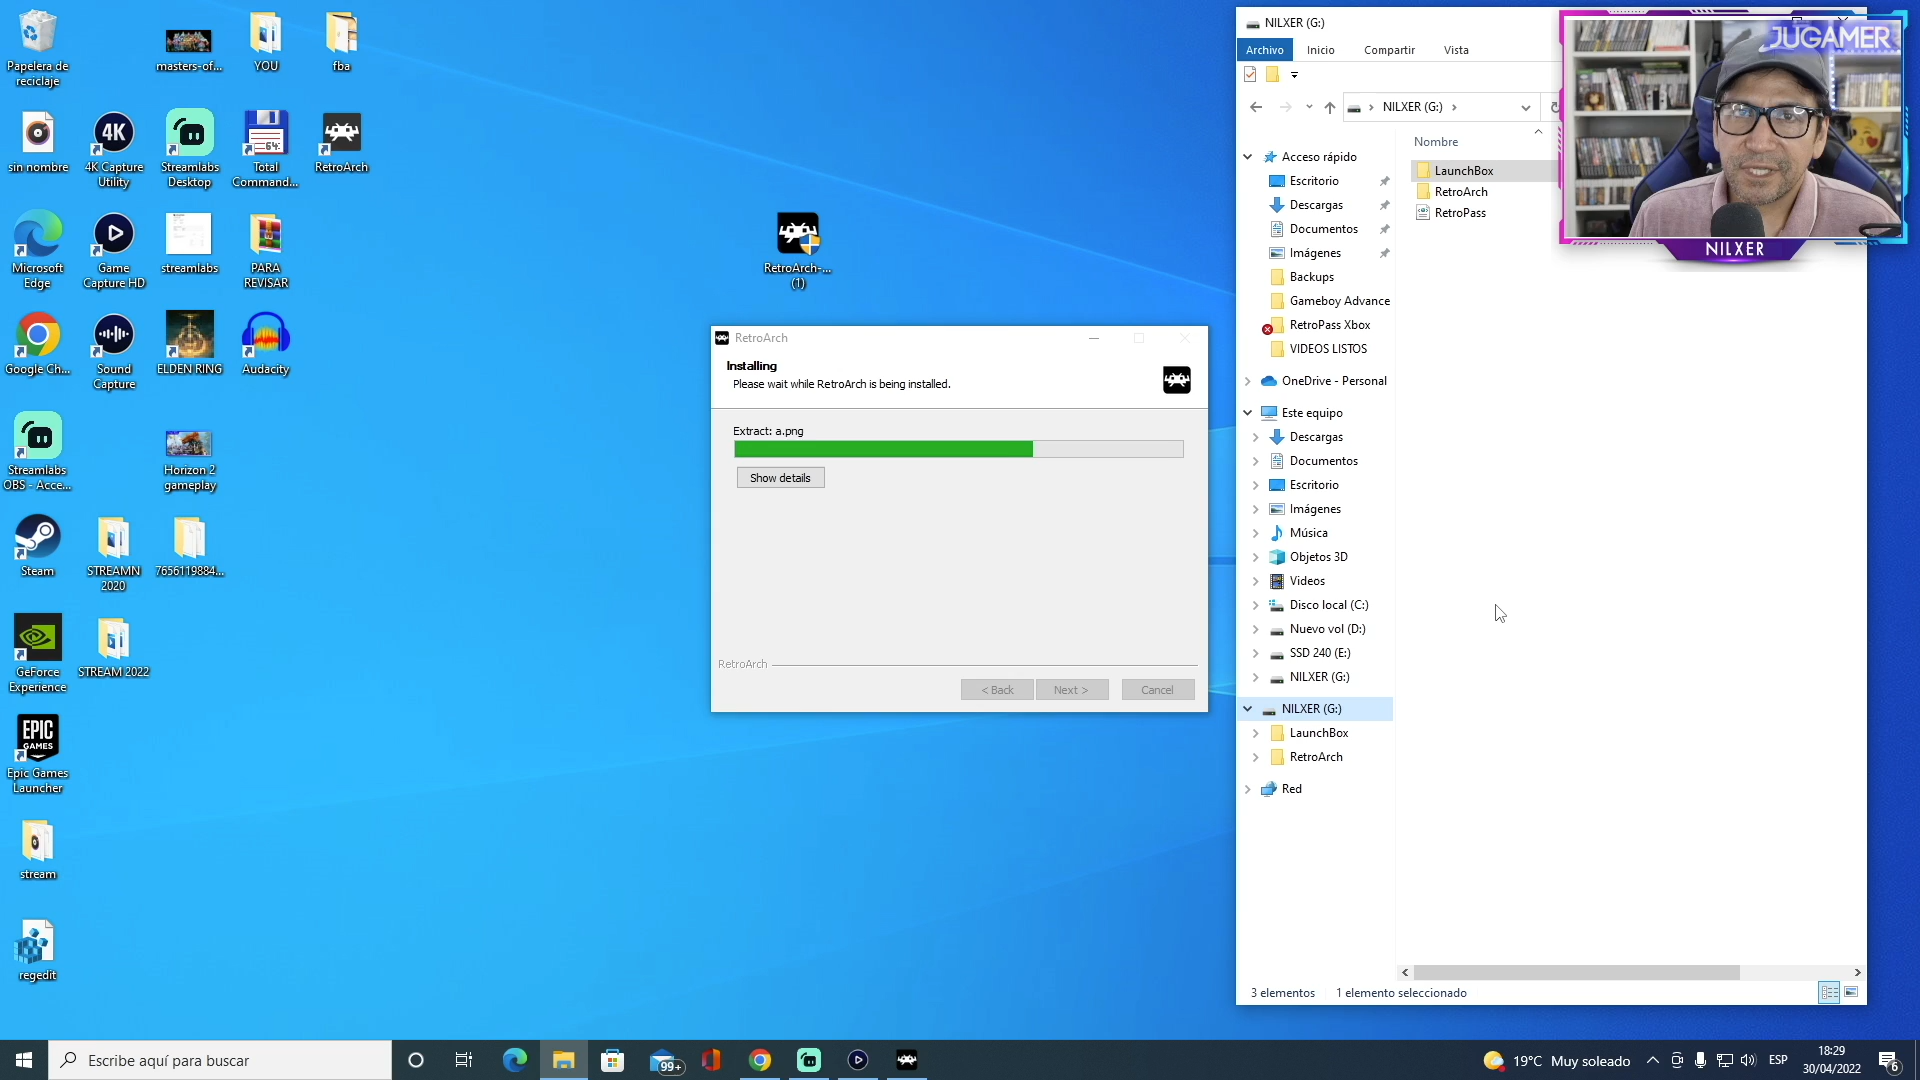 Papelera de
reciclaje
masters-of...
YOU
fba
sin nombre
4K
4K Capture
Utility
Streamlabs
Desktop
64:
Total
Command...
RetroArch
Microsoft
Edge
Game
Capture HD
streamlabs
PARA
REVISAR
Google Ch...
Sound
Capture
ELDEN RING
Audacity
Streamlabs
OBS - Acce...
Horizon 2
gameplay
Steam
STREAMN
2020
7656119884...
GeForce
Experience
STREAM 2022
EPIC
GAMES
Epic Games
Launcher
stream
regedit
RetroArch-...
(1)
RetroArch
Installing
Please wait while RetroArch is being installed.
Extract: a.png
Show details
RetroArch
< Back
Next >
Cancel
NILXER (G:)
Archivo
Inicio
Compartir
Vista
NILXER (G:)
Nombre
LaunchBox
RetroArch
RetroPass
Acceso rápido
Escritorio
Descargas
Documentos
Imágenes
Backups
Gameboy Advance
RetroPass Xbox
VIDEOS LISTOS
OneDrive - Personal
Este equipo
Descargas
Documentos
Escritorio
Imágenes
Música
Objetos 3D
Videos
Disco local (C:)
Nuevo vol (D:)
SSD 240 (E:)
NILXER (G:)
NILXER (G:)
LaunchBox
RetroArch
Red
3 elementos
1 elemento seleccionado
JUGAMER
NILXER
Escribe aquí para buscar
99+
19°C Muy soleado
ESP
18:29
30/04/2022
6